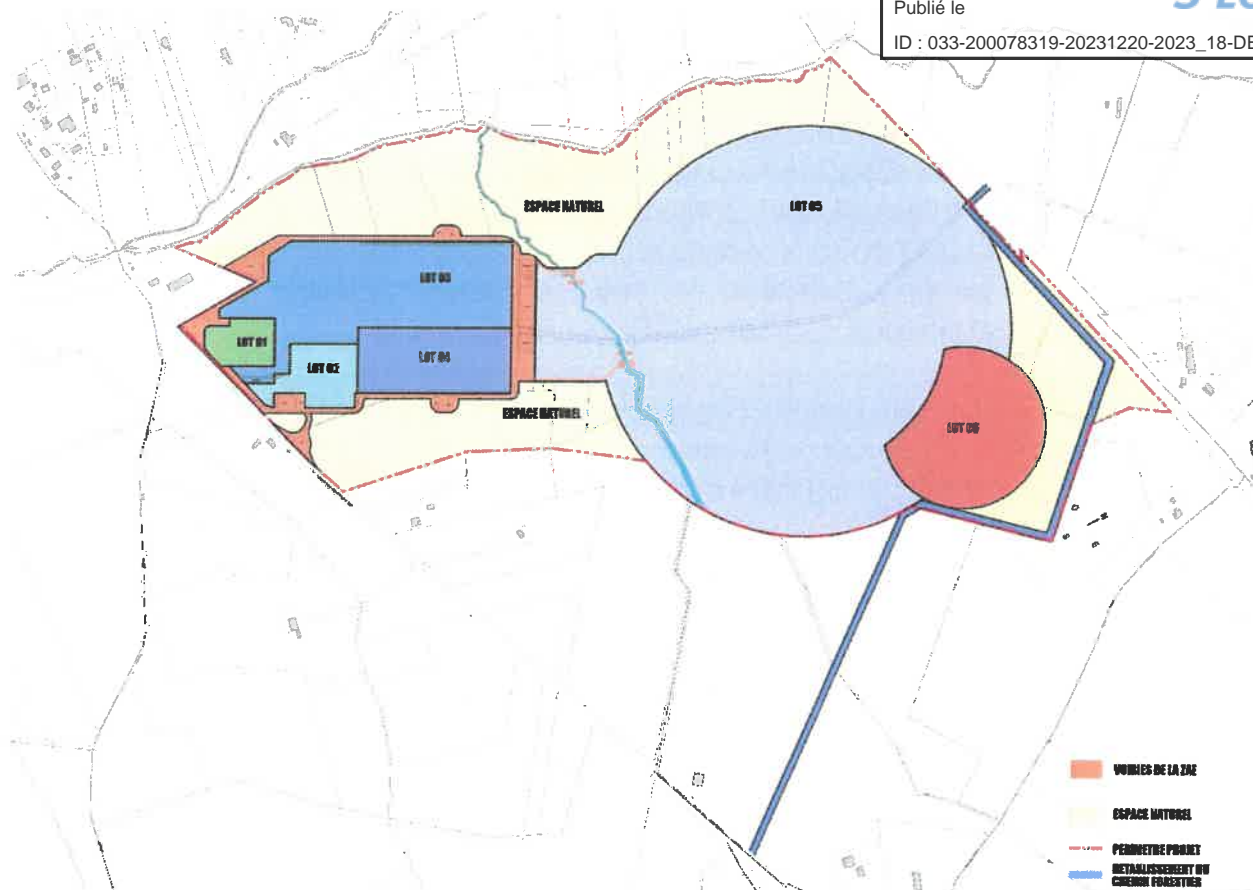 Publié le
ID : 033-200078319-20231220-2023_18-DE
ESPACE NATUREL
LOT 05
LOT 03
LOT 01
LOT 02
LOT 04
ESPACE NATUREL
LOT 06
VOIRIES DE LA ZAE
ESPACE NATUREL
PERIMETRE PROJET
RETABLISSEMENT DU
CHEMIN FORESTIER